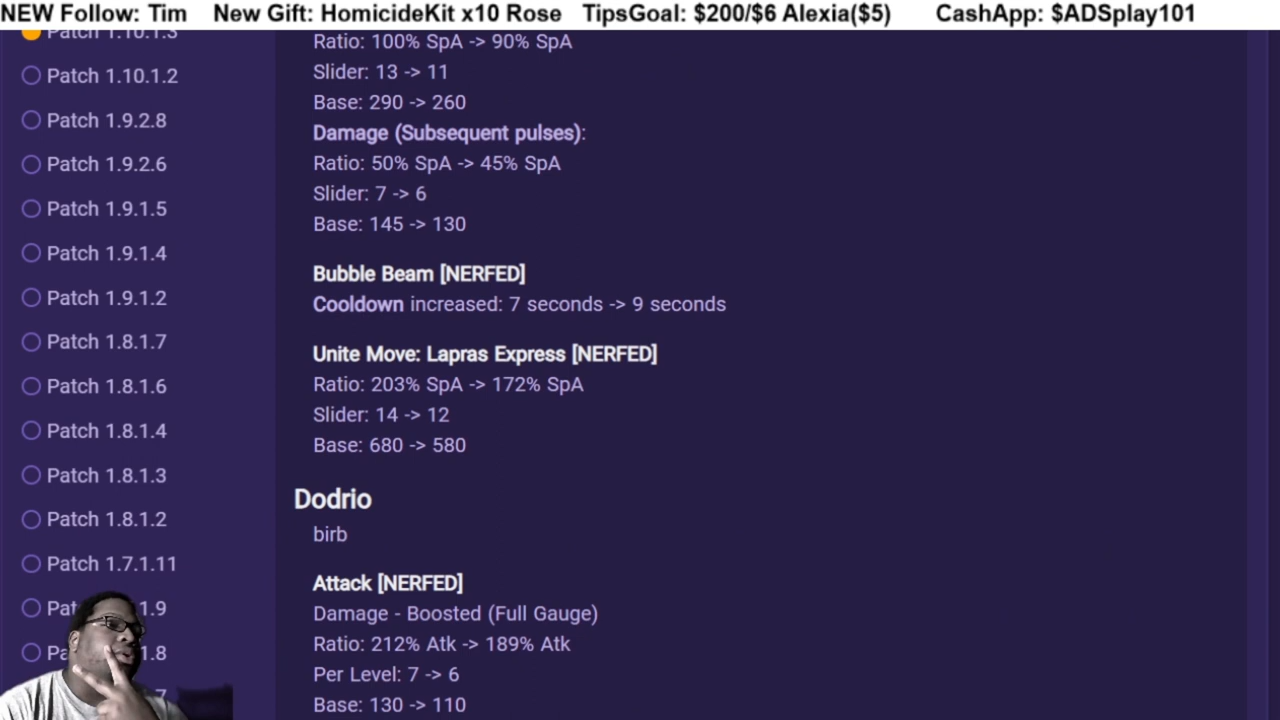 NEW Follow: Tim New Gift: HomicideKit x10 Rose TipsGoal: $200/$6 Alexia($5) CashApp: $ADSplay101
Patch 1.10.1.3
Patch 1.10.1.2
Patch 1.9.2.8
Patch 1.9.2.6
Patch 1.9.1.5
Patch 1.9.1.4
Patch 1.9.1.2
Patch 1.8.1.7
Patch 1.8.1.6
Patch 1.8.1.4
Patch 1.8.1.3
Patch 1.8.1.2
Patch 1.7.1.11
Ratio: 100% SpA -> 90% SpA
Slider: 13 -> 11
Base: 290 -> 260
Damage (Subsequent pulses):
Ratio: 50% SpA -> 45% SpA
Slider: 7 -> 6
Base: 145 -> 130
Bubble Beam [NERFED]
Cooldown increased: 7 seconds -> 9 seconds
Unite Move: Lapras Express [NERFED]
Ratio: 203% SpA -> 172% SpA
Slider: 14 -> 12
Base: 680 -> 580
Dodrio
birb
Attack [NERFED]
Damage - Boosted (Full Gauge)
Ratio: 212% Atk -> 189% Atk
Per Level: 7 -> 6
Base: 130 -> 110